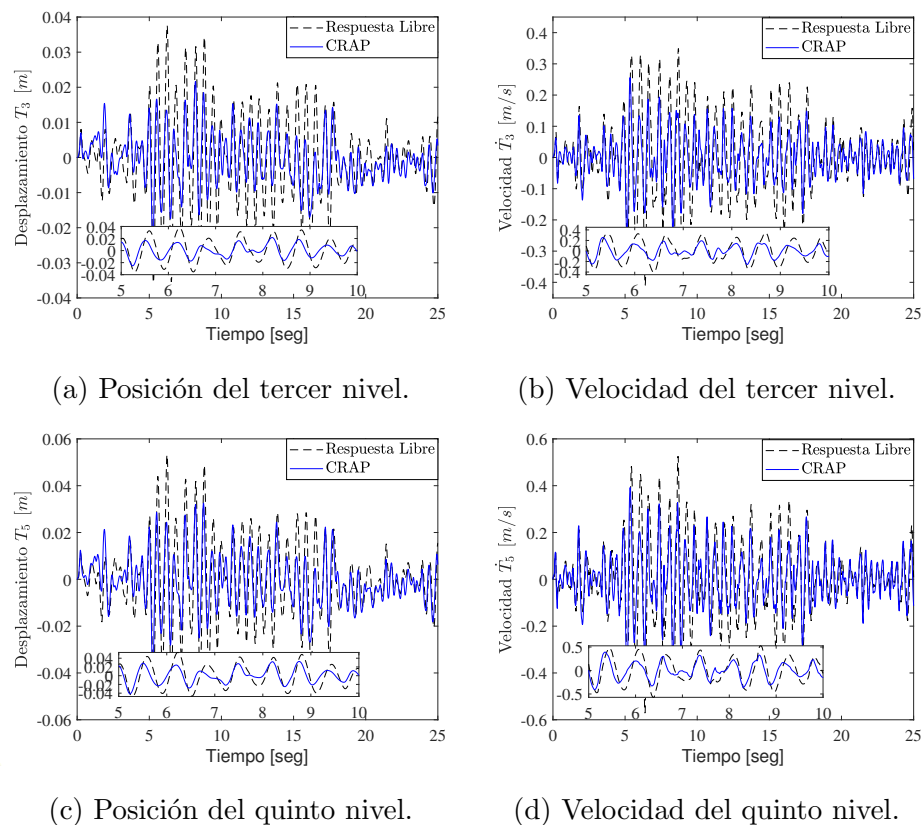 Respuesta Libre
CRAP
Desplazamiento T₃ [m]
0.04
0.03
0.02
0.01
0
-0.01
-0.02
-0.03
-0.04
0.04
0.02
0
-0.02
-0.04
5 6 7 8 9 10
0 5 10 15 20 25
Tiempo [seg]
(a) Posición del tercer nivel.
Respuesta Libre
CRAP
Velocidad Ṫ₃ [m/s]
0.4
0.3
0.2
0.1
0
-0.1
-0.2
-0.3
-0.4
0.4
0.2
0
-0.2
-0.4
5 6 7 8 9 10
0 5 10 15 20 25
Tiempo [seg]
(b) Velocidad del tercer nivel.
Respuesta Libre
CRAP
Desplazamiento T₅ [m]
0.06
0.04
0.02
0
-0.02
-0.04
-0.06
0.04
0.02
0
-0.02
-0.04
5 6 7 8 9 10
0 5 10 15 20 25
Tiempo [seg]
(c) Posición del quinto nivel.
Respuesta Libre
CRAP
Velocidad Ṫ₅ [m/s]
0.6
0.4
0.2
0
-0.2
-0.4
-0.6
0.5
0
-0.5
5 6 7 8 9 10
0 5 10 15 20 25
Tiempo [seg]
(d) Velocidad del quinto nivel.